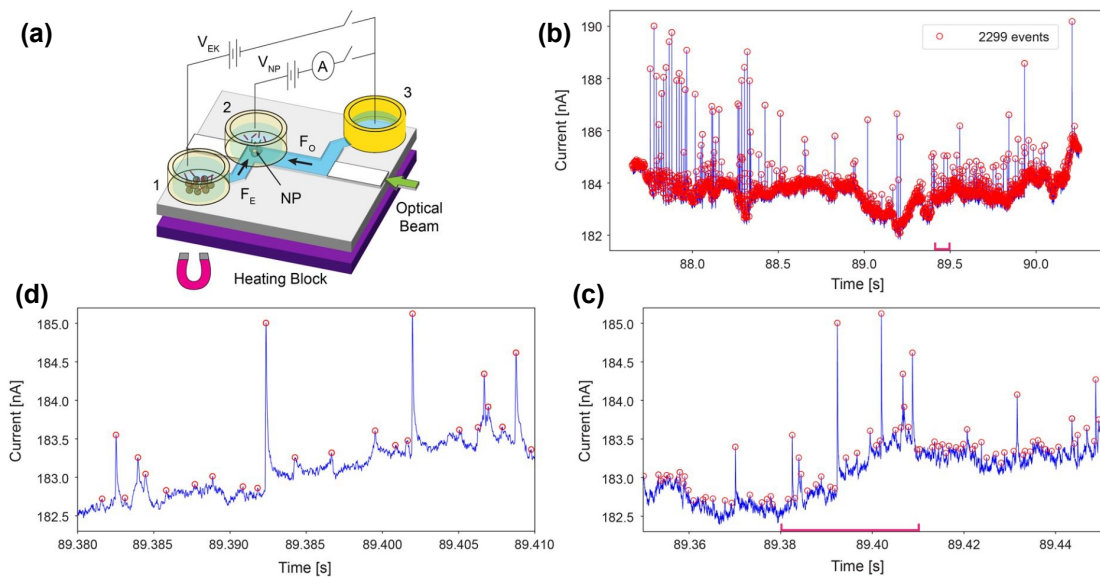 (a)
V_EK
V_NP
A
1
2
3
F_O
F_E
NP
Optical
Beam
Heating Block
(b)
2299 events
190
188
186
184
182
Current [nA]
88.0 88.5 89.0 89.5 90.0
Time [s]
(d)
185.0
184.5
184.0
183.5
183.0
182.5
Current [nA]
89.380 89.385 89.390 89.395 89.400 89.405 89.410
Time [s]
(c)
185.0
184.5
184.0
183.5
183.0
182.5
Current [nA]
89.36 89.38 89.40 89.42 89.44
Time [s]